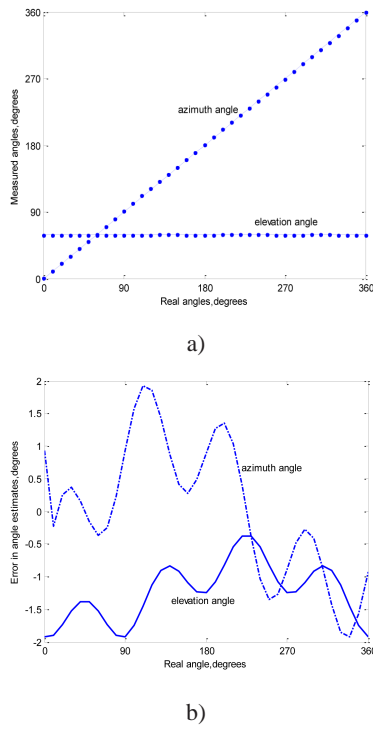 360
270
180
90
0
Measured angles,degrees
azimuth angle
elevation angle
0 90 180 270 360
Real angles,degrees
a)
2
1.5
1
0.5
0
-0.5
-1
-1.5
-2
Error in angle estimates,degrees
azimuth angle
elevation angle
0 90 180 270 360
Real angle,degrees
b)